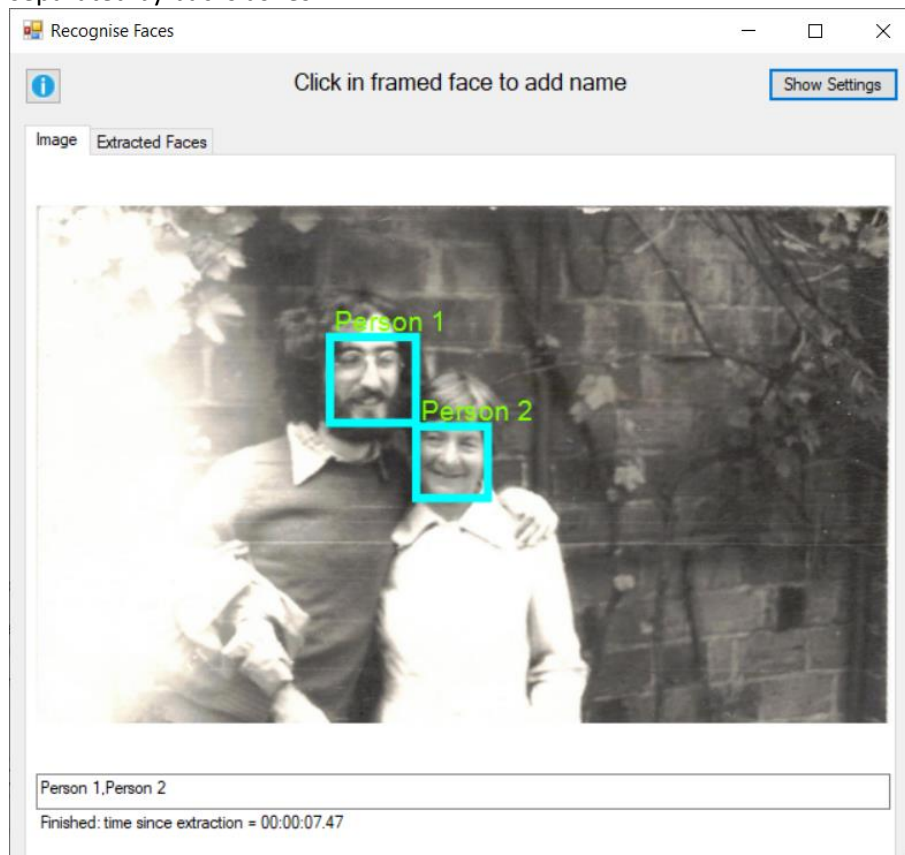 Recognise Faces
Click in framed face to add name
Show Settings
Image
Extracted Faces
Person 1
Person 2
Person 1,Person 2
Finished: time since extraction = 00:00:07.47